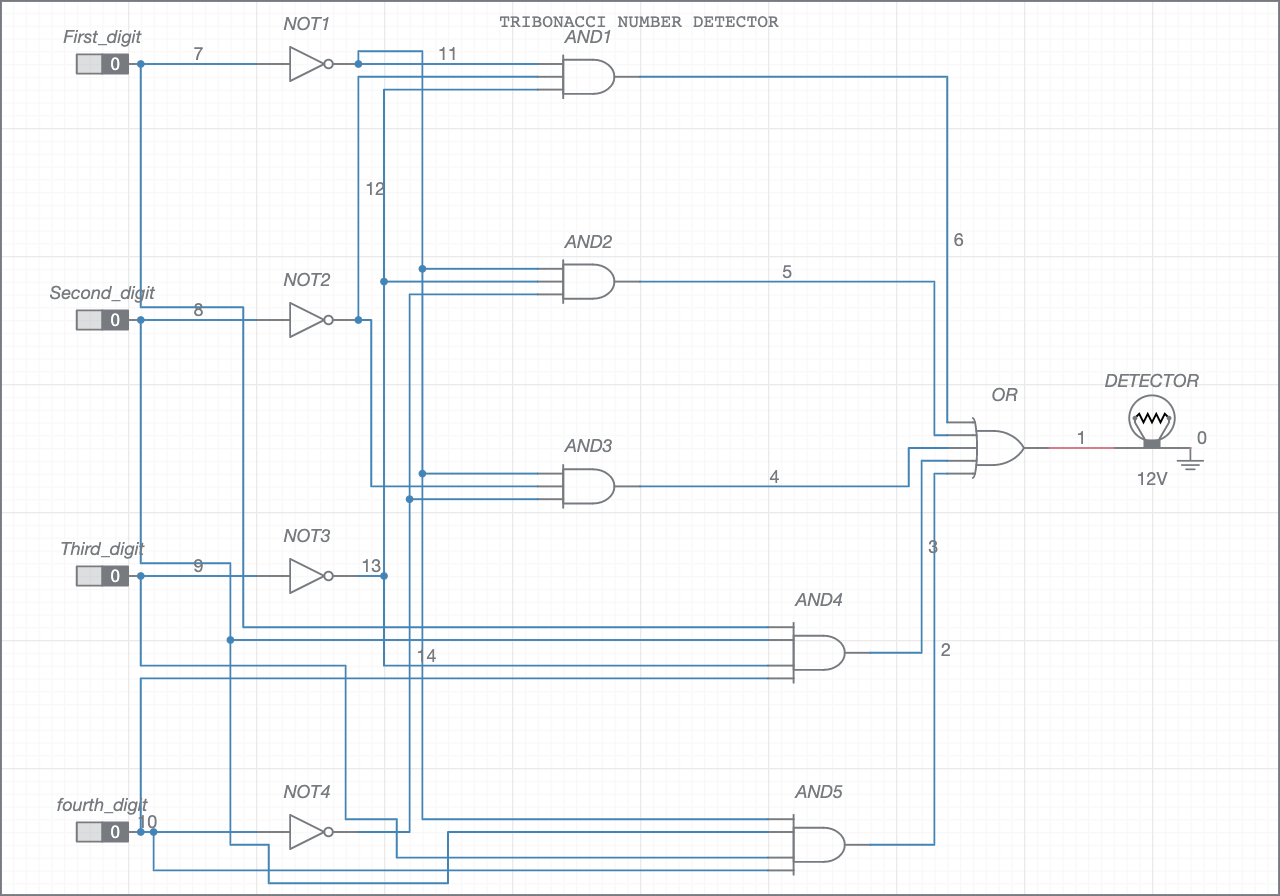 TRIBONACCI NUMBER DETECTOR
NOT1
First_digit
AND1
7
11
0
12
AND2
6
5
NOT2
Second_digit
8
0
DETECTOR
OR
AND3
1
0
4
12V
NOT3
Third_digit
3
9
13
0
AND4
14
2
NOT4
AND5
fourth_digit
10
0